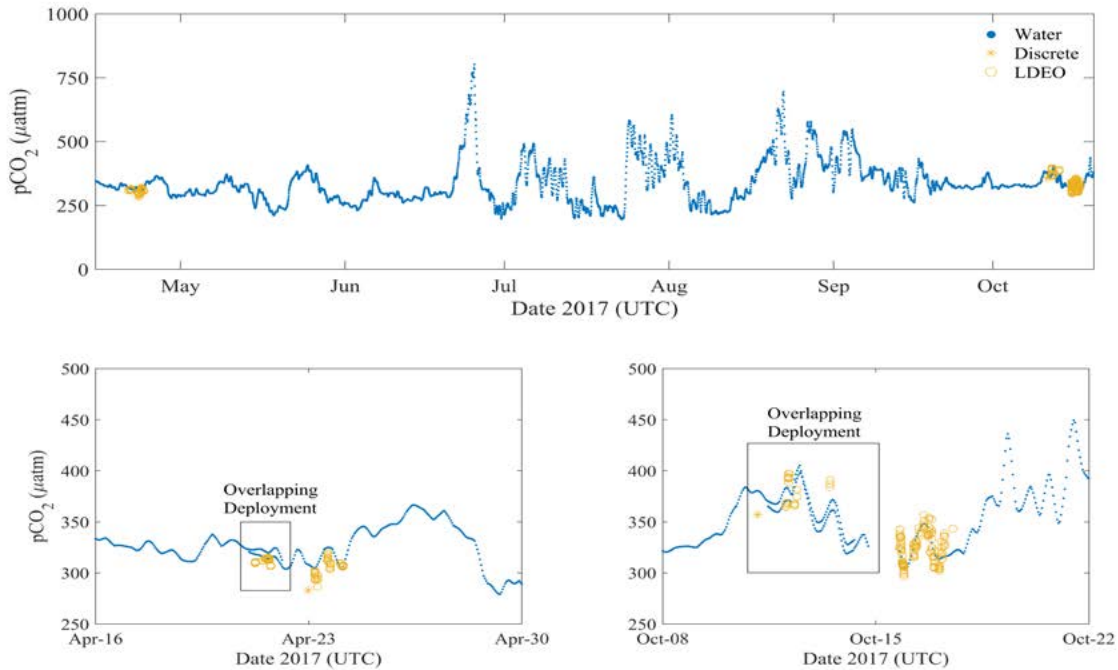 1000
750
500
250
0
pCO2 (μatm)
Water
Discrete
LDEO
May
Jun
Jul
Aug
Sep
Oct
Date 2017 (UTC)
500
450
400
350
300
250
pCO2 (μatm)
Overlapping
Deployment
Apr-16
Apr-23
Apr-30
Date 2017 (UTC)
500
450
400
350
300
250
Overlapping
Deployment
Oct-08
Oct-15
Oct-22
Date 2017 (UTC)